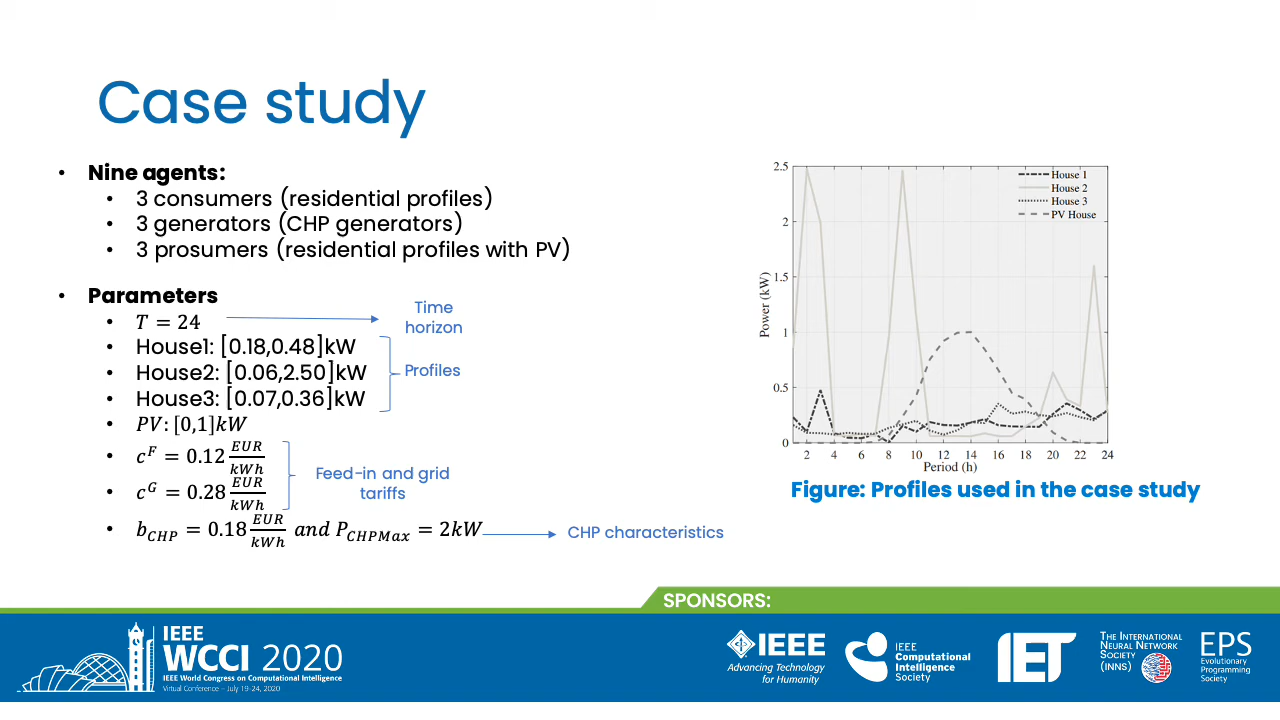 Case study
• Nine agents:
• 3 consumers (residential profiles)
• 3 generators (CHP generators)
• 3 prosumers (residential profiles with PV)
• Parameters
• T = 24
Time
horizon
• House1: [0.18,0.48]kW
• House2: [0.06,2.50]kW
• House3: [0.07,0.36]kW
Profiles
• PV: [0,1]kW
• c^F = 0.12 EUR/kWh
• c^G = 0.28 EUR/kWh
Feed-in and grid
tariffs
• b_CHP = 0.18 EUR/kWh and P_CHPMax = 2kW
CHP characteristics
2.5
2
1.5
1
0.5
0
Power (kW)
House 1
House 2
House 3
PV House
2 4 6 8 10 12 14 16 18 20 22 24
Period (h)
Figure: Profiles used in the case study
SPONSORS:
IEEE
WCCI 2020
IEEE World Congress on Computational Intelligence
Virtual Conference – July 19-24, 2020
IEEE
Advancing Technology
for Humanity
IEEE
Computational
Intelligence
Society
IET
THE INTERNATIONAL
NEURAL NETWORK
SOCIETY
(INNS)
EPS
Evolutionary
Programming
Society